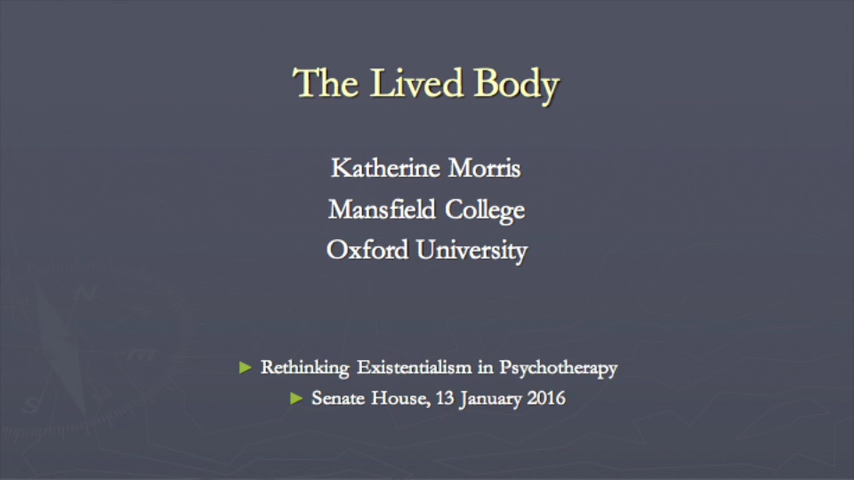 The Lived Body
Katherine Morris
Mansfield College
Oxford University
► Rethinking Existentialism in Psychotherapy
► Senate House, 13 January 2016
N
m
S